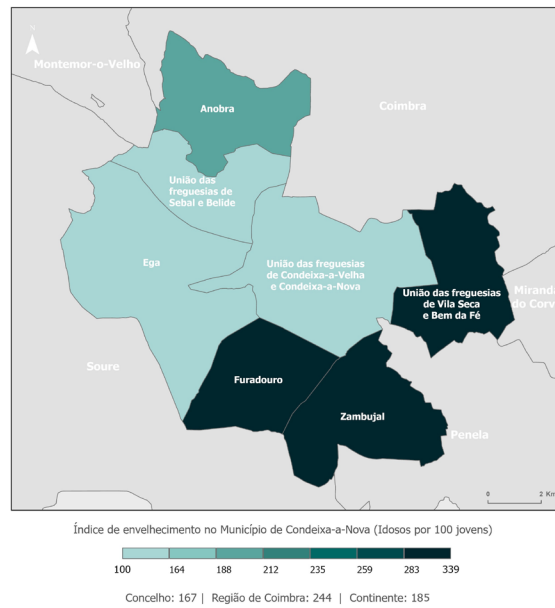 N
Montemor-o-Velho
Anobra
Coimbra
União das
freguesias de
Sebal e Belide
Ega
União das freguesias
de Condeixa-a-Velha
e Condeixa-a-Nova
União das freguesias
de Vila Seca
e Bem da Fé
Miranda
do Corv
Soure
Furadouro
Zambujal
Penela
0 2 Km
Índice de envelhecimento no Município de Condeixa-a-Nova (Idosos por 100 jovens)
100 164 188 212 235 259 283 339
Concelho: 167 | Região de Coimbra: 244 | Continente: 185